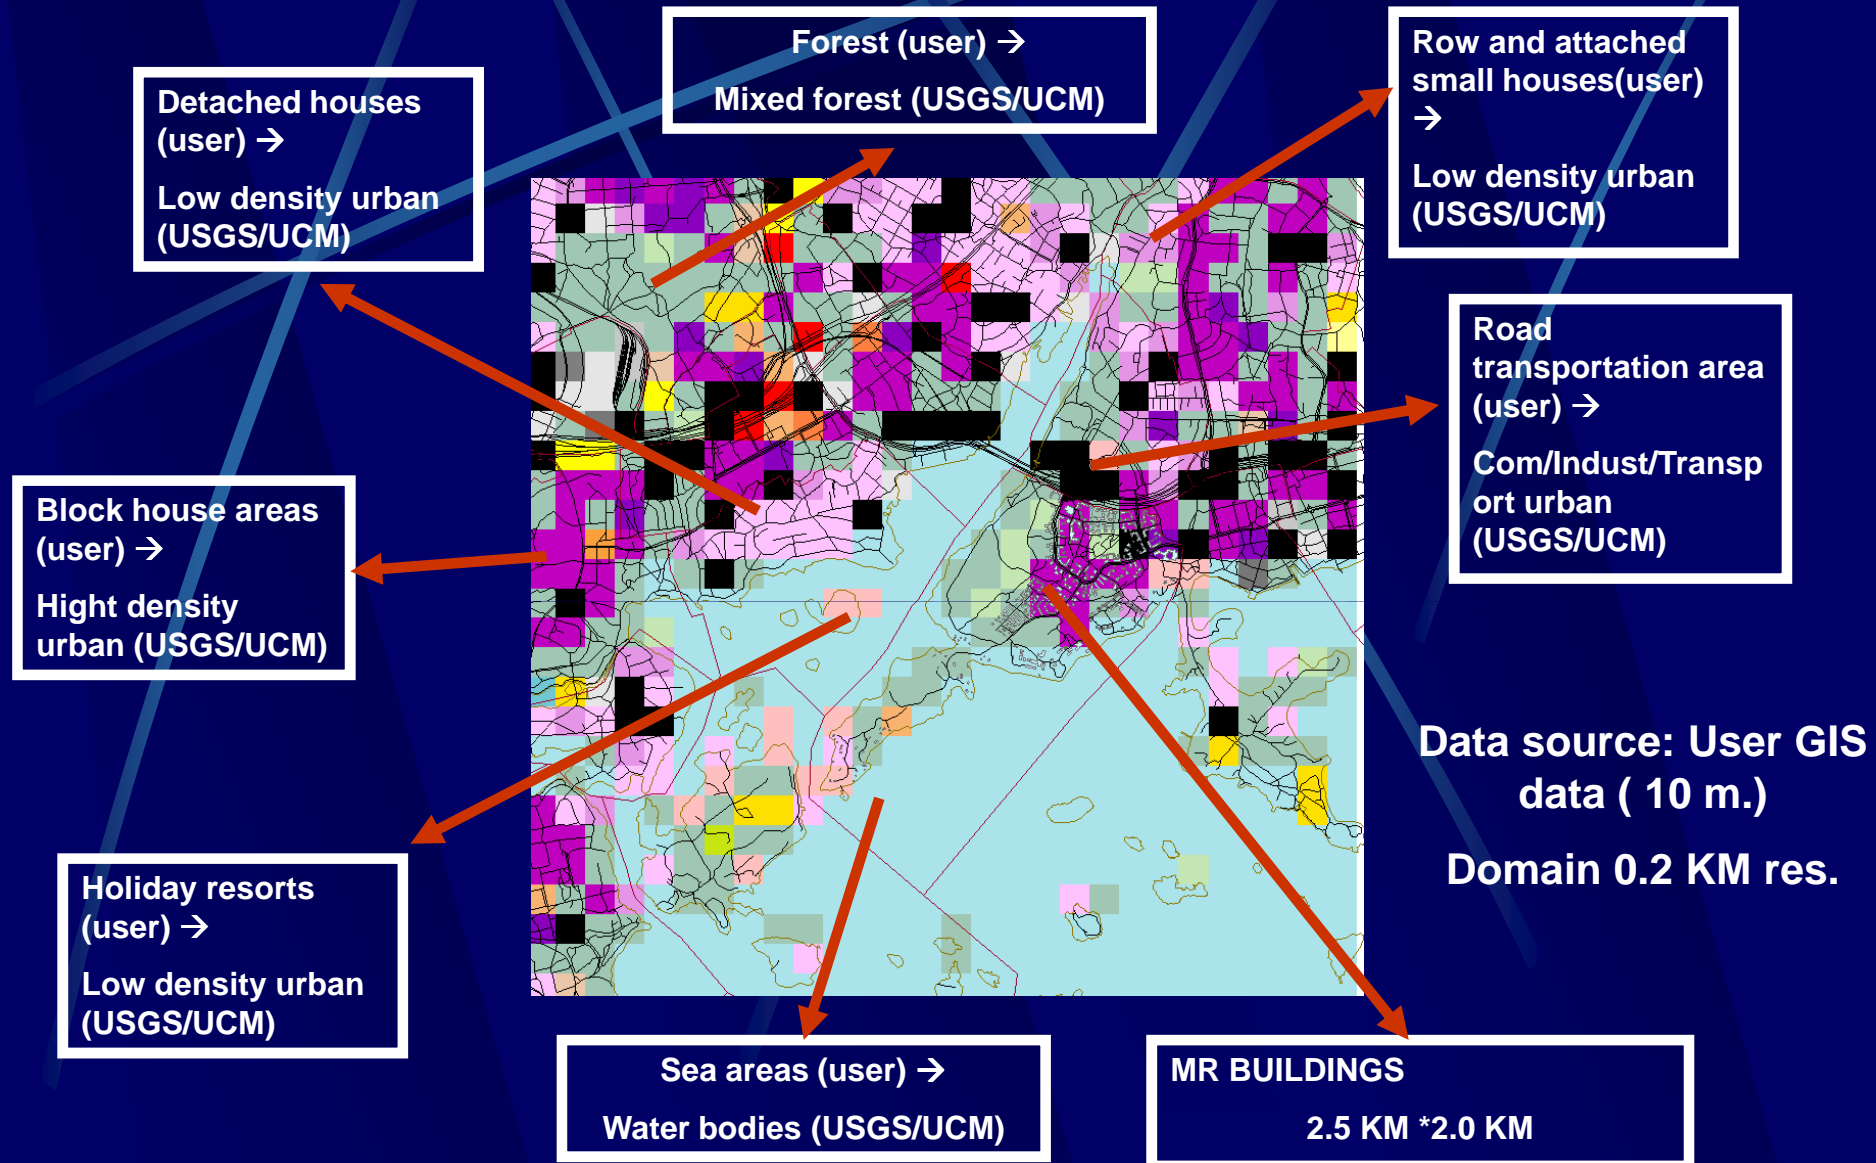 Forest (user) →
Mixed forest (USGS/UCM)
Row and attached
small houses(user)
→
Low density urban
(USGS/UCM)
Detached houses
(user) →
Low density urban
(USGS/UCM)
Road
transportation area
(user) →
Com/Indust/Transp
ort urban
(USGS/UCM)
Block house areas
(user) →
Hight density
urban (USGS/UCM)
Data source: User GIS
data ( 10 m.)
Domain 0.2 KM res.
Holiday resorts
(user) →
Low density urban
(USGS/UCM)
Sea areas (user) →
Water bodies (USGS/UCM)
MR BUILDINGS
2.5 KM *2.0 KM